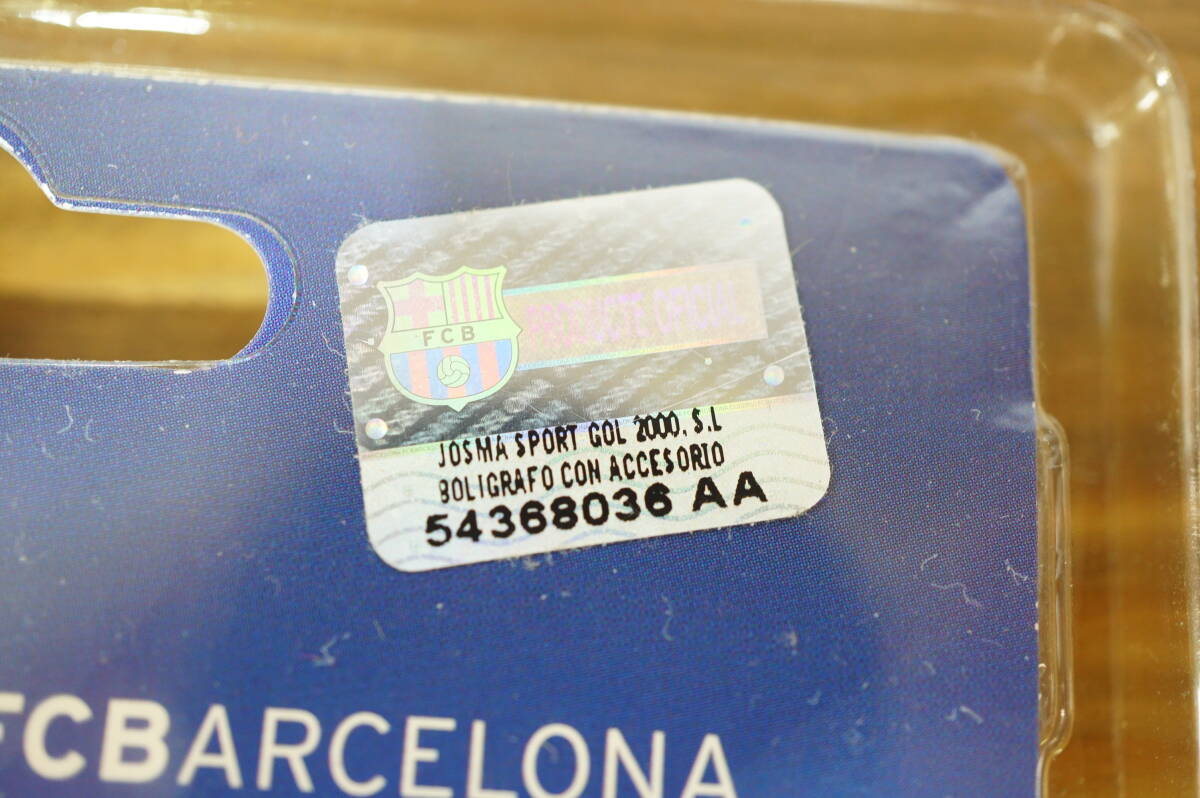 FCB
PRODUCTE OFICIAL
JOSMA SPORT GOL 2000, S.L
BOLIGRAFO CON ACCESORIO
54368036 AA
FCBARCELONA